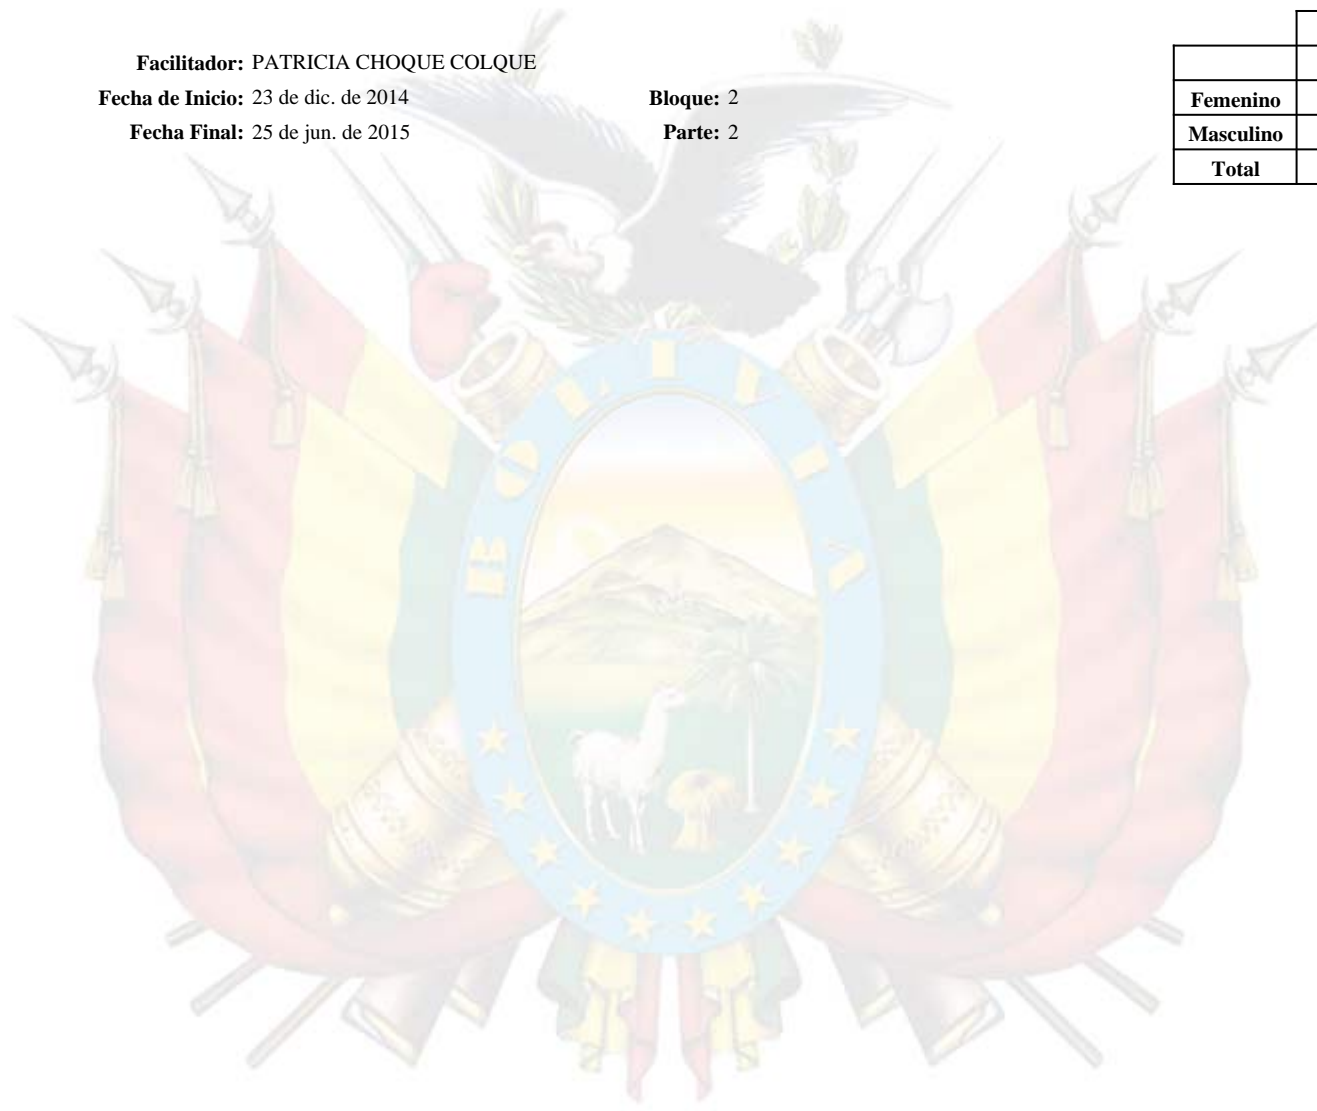 Facilitador: PATRICIA CHOQUE COLQUE
Fecha de Inicio: 23 de dic. de 2014 Bloque: 2
Fecha Final: 25 de jun. de 2015 Parte: 2
Femenino
Masculino
Total
BOLIVIA